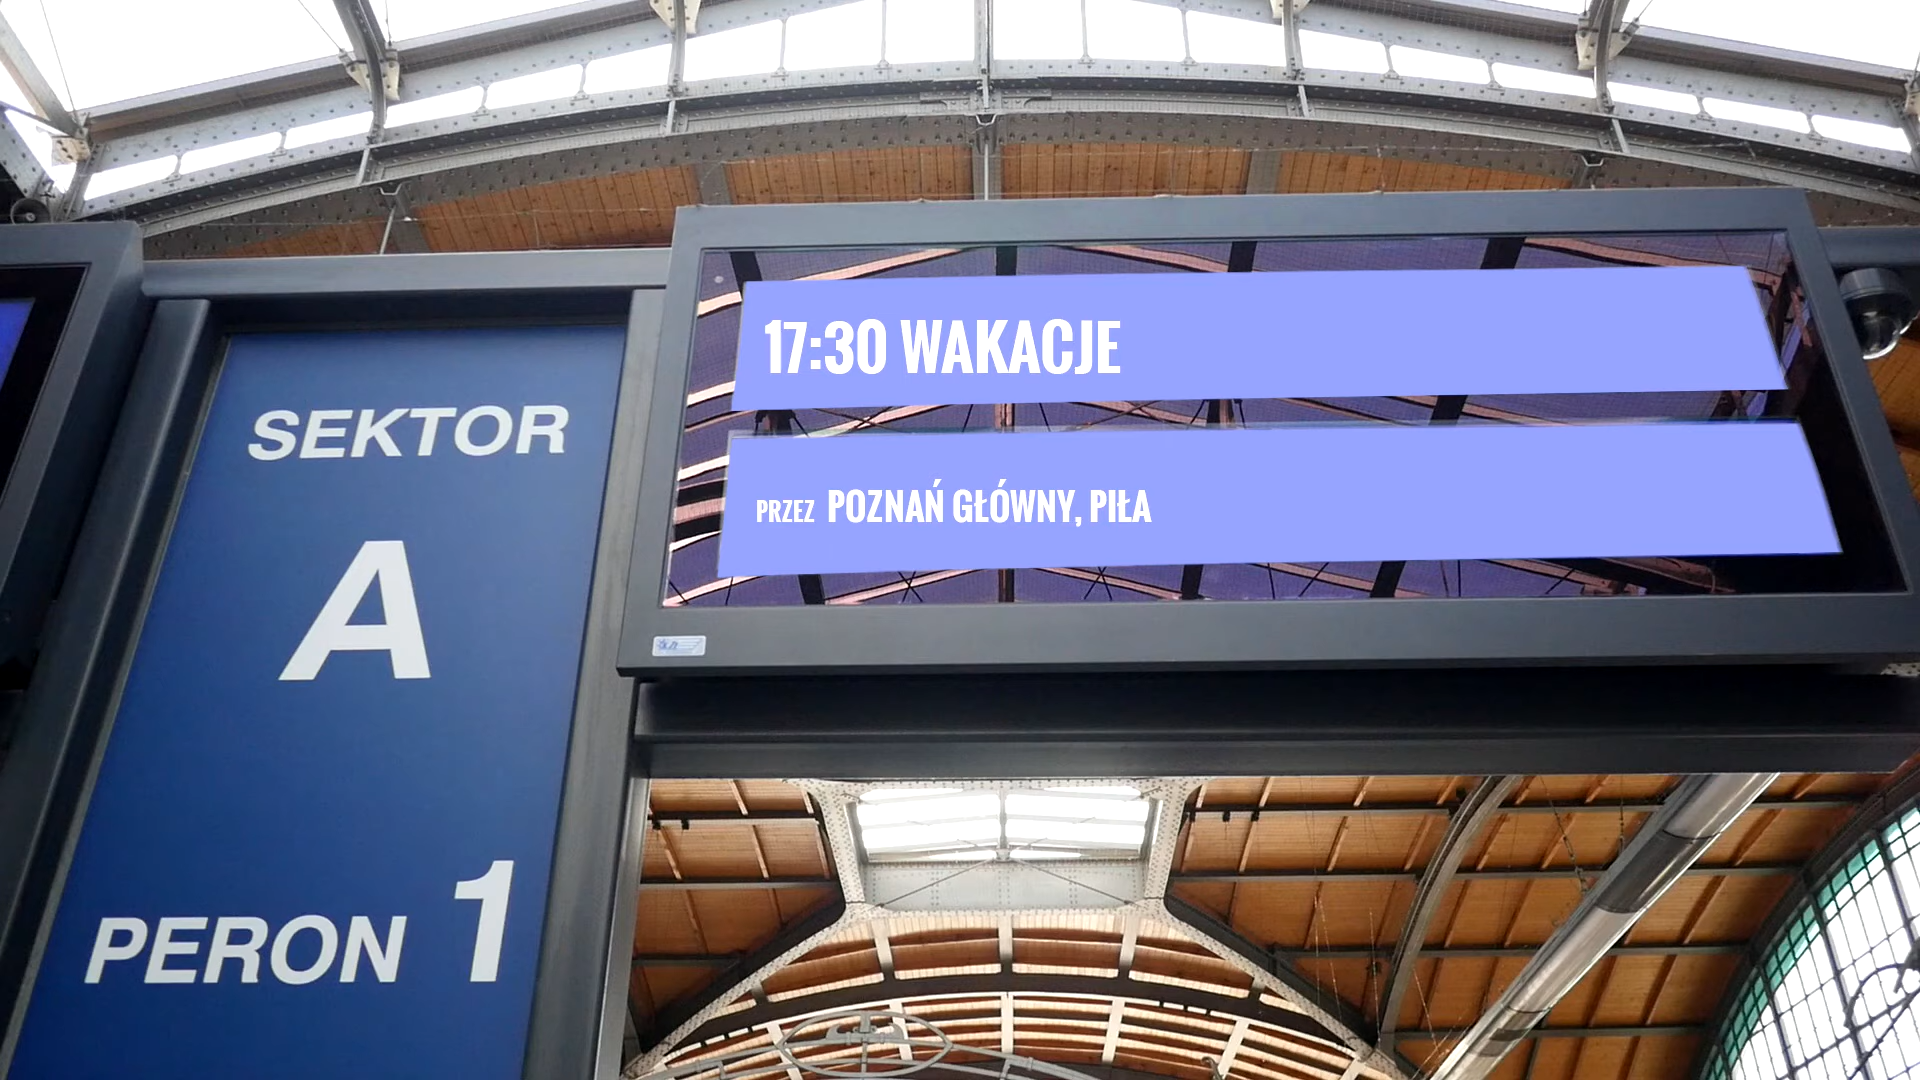 SEKTOR
A
PERON 1
17:30 WAKACJE
PRZEZ POZNAŃ GŁÓWNY, PIŁA